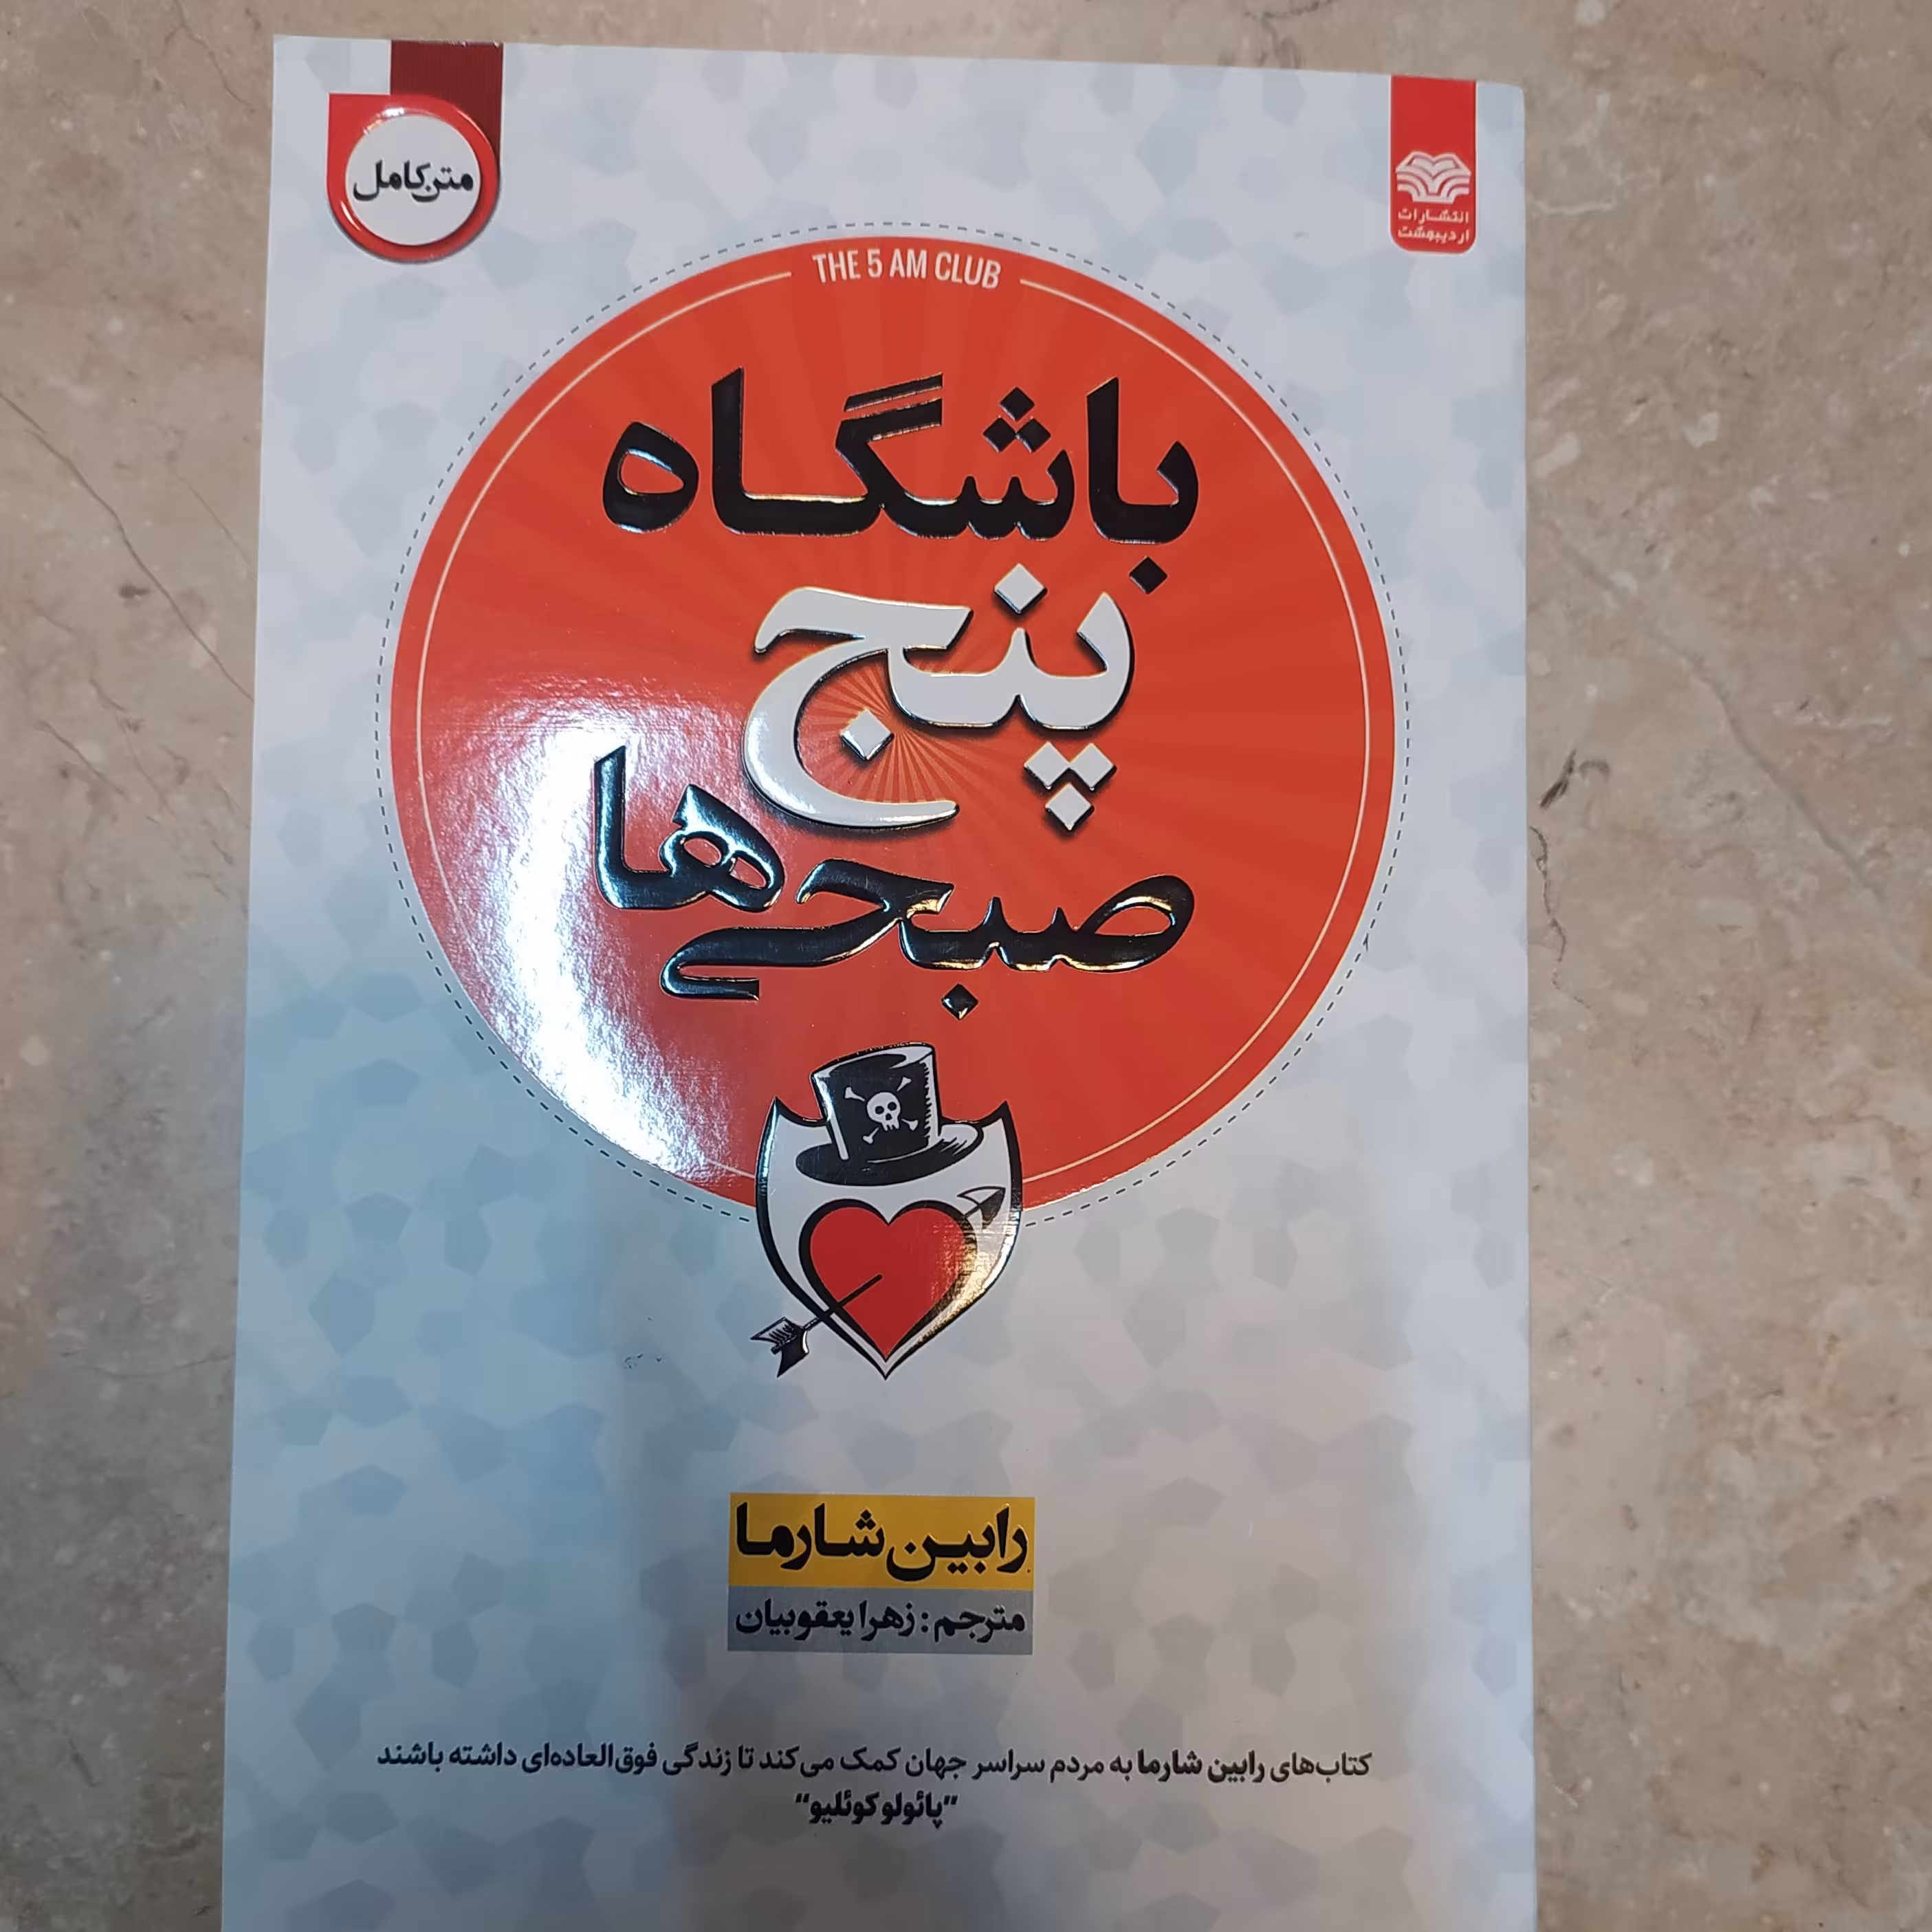 متن کامل
انتشارات
اردیبهشت
THE 5 AM CLUB
باشگاه
پنج
صبحی‌ها
رابین شارما
مترجم: زهرا یعقوبیان
کتاب‌های رابین شارما به مردم سراسر جهان کمک می‌کند تا زندگی فوق‌العاده‌ای داشته باشند
"پائولو کوئلیو"